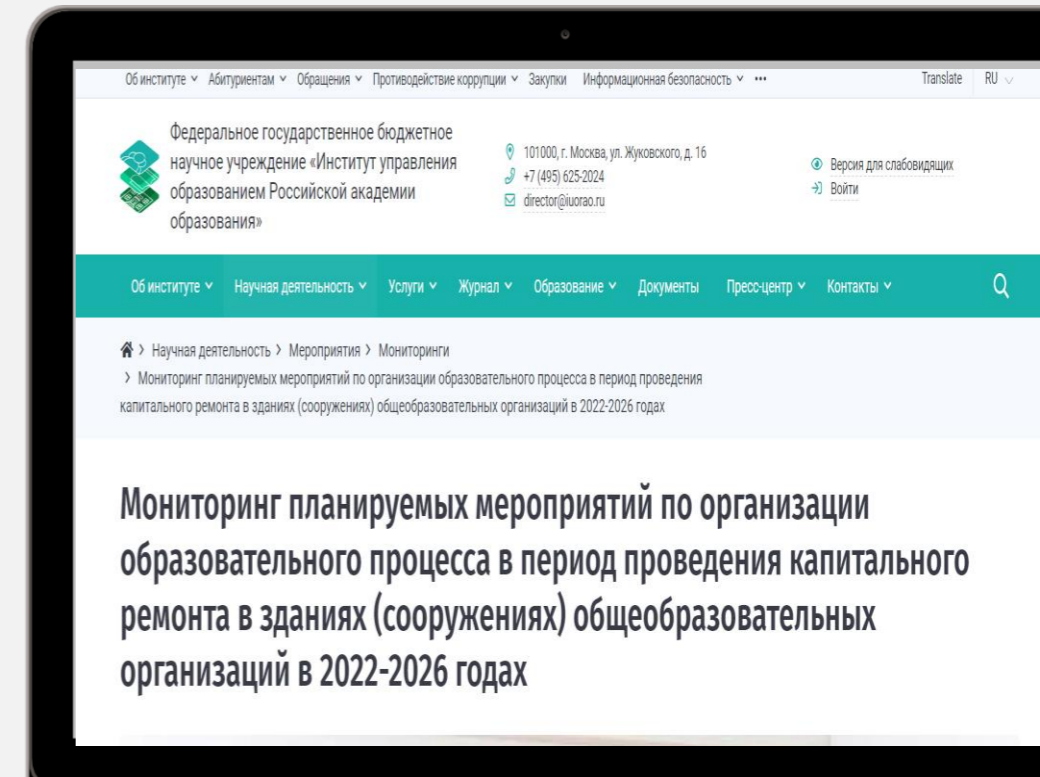 Об институте Абитуриентам Обращения Противодействие коррупции Закупки Информационная безопасность ••• Translate RU
Федеральное государственное бюджетное
научное учреждение «Институт управления
образованием Российской академии
образования»
101000, г. Москва, ул. Жуковского, д. 16
+7 (495) 625-2024
director@iuorao.ru
Версия для слабовидящих
Войти
Об институте Научная деятельность Услуги Журнал Образование Документы Пресс-центр Контакты
> Научная деятельность > Мероприятия > Мониторинги
> Мониторинг планируемых мероприятий по организации образовательного процесса в период проведения
капитального ремонта в зданиях (сооружениях) общеобразовательных организаций в 2022-2026 годах
Мониторинг планируемых мероприятий по организации
образовательного процесса в период проведения капитального
ремонта в зданиях (сооружениях) общеобразовательных
организаций в 2022-2026 годах